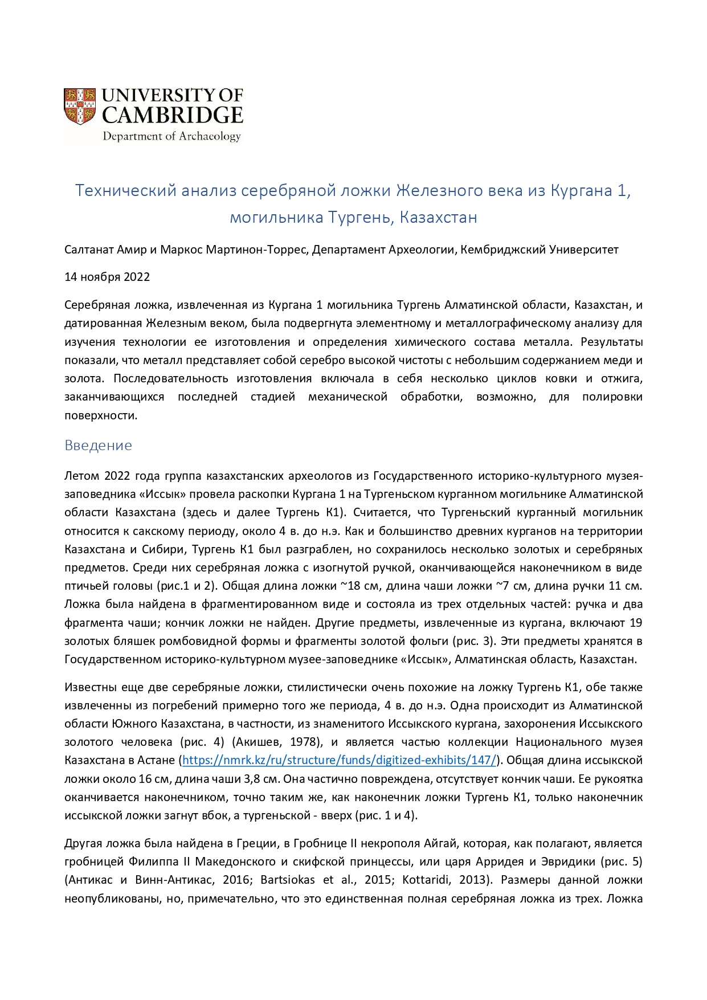 UNIVERSITY OF
CAMBRIDGE
Department of Archaeology
Технический анализ серебряной ложки Железного века из Кургана 1,
могильника Тургень, Казахстан
Салтанат Амир и Маркос Мартинон-Торрес, Департамент Археологии, Кембриджский Университет
14 ноября 2022
Серебряная ложка, извлеченная из Кургана 1 могильника Тургень Алматинской области, Казахстан, и
датированная Железным веком, была подвергнута элементному и металлографическому анализу для
изучения технологии ее изготовления и определения химического состава металла. Результаты
показали, что металл представляет собой серебро высокой чистоты с небольшим содержанием меди и
золота. Последовательность изготовления включала в себя несколько циклов ковки и отжига,
заканчивающихся последней стадией механической обработки, возможно, для полировки
поверхности.
Введение
Летом 2022 года группа казахстанских археологов из Государственного историко-культурного музея-
заповедника «Иссык» провела раскопки Кургана 1 на Тургеньском курганном могильнике Алматинской
области Казахстана (здесь и далее Тургень К1). Считается, что Тургеньский курганный могильник
относится к сакскому периоду, около 4 в. до н.э. Как и большинство древних курганов на территории
Казахстана и Сибири, Тургень К1 был разграблен, но сохранилось несколько золотых и серебряных
предметов. Среди них серебряная ложка с изогнутой ручкой, оканчивающейся наконечником в виде
птичьей головы (рис.1 и 2). Общая длина ложки ~18 см, длина чаши ложки ~7 см, длина ручки 11 см.
Ложка была найдена в фрагментированном виде и состояла из трех отдельных частей: ручка и два
фрагмента чаши; кончик ложки не найден. Другие предметы, извлеченные из кургана, включают 19
золотых бляшек ромбовидной формы и фрагменты золотой фольги (рис. 3). Эти предметы хранятся в
Государственном историко-культурном музее-заповеднике «Иссык», Алматинская область, Казахстан.
Известны еще две серебряные ложки, стилистически очень похожие на ложку Тургень К1, обе также
извлеченны из погребений примерно того же периода, 4 в. до н.э. Одна происходит из Алматинской
области Южного Казахстана, в частности, из знаменитого Иссыкского кургана, захоронения Иссыкского
золотого человека (рис. 4) (Акишев, 1978), и является частью коллекции Национального музея
Казахстана в Астане (https://nmrk.kz/ru/structure/funds/digitized-exhibits/147/). Общая длина иссыкской
ложки около 16 см, длина чаши 3,8 см. Она частично повреждена, отсутствует кончик чаши. Ее рукоятка
оканчивается наконечником, точно таким же, как наконечник ложки Тургень К1, только наконечник
иссыкской ложки загнут вбок, а тургеньской - вверх (рис. 1 и 4).
Другая ложка была найдена в Греции, в Гробнице II некрополя Айгай, которая, как полагают, является
гробницей Филиппа II Македонского и скифской принцессы, или царя Арридея и Эвридики (рис. 5)
(Антикас и Винн-Антикас, 2016; Bartsiokas et al., 2015; Kottaridi, 2013). Размеры данной ложки
неопубликованы, но, примечательно, что это единственная полная серебряная ложка из трех. Ложка